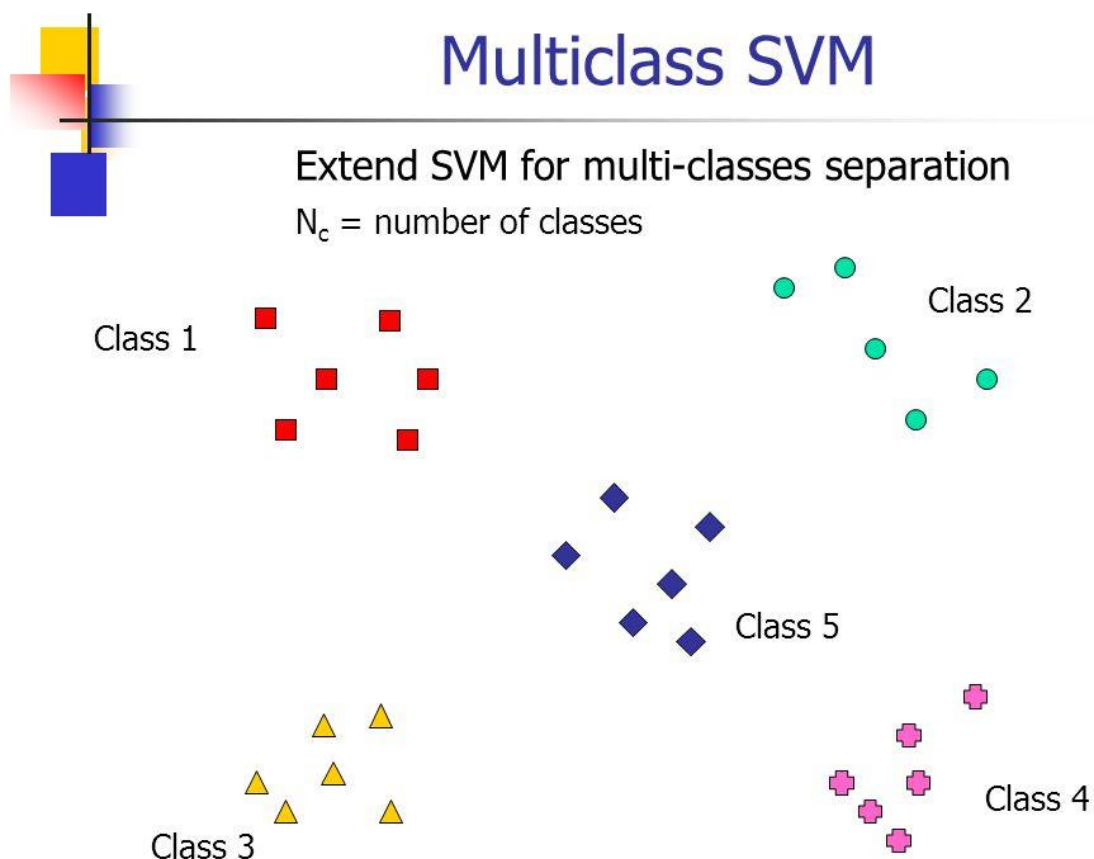 Multiclass SVM
Extend SVM for multi-classes separation
N_c = number of classes
Class 1
Class 2
Class 5
Class 3
Class 4